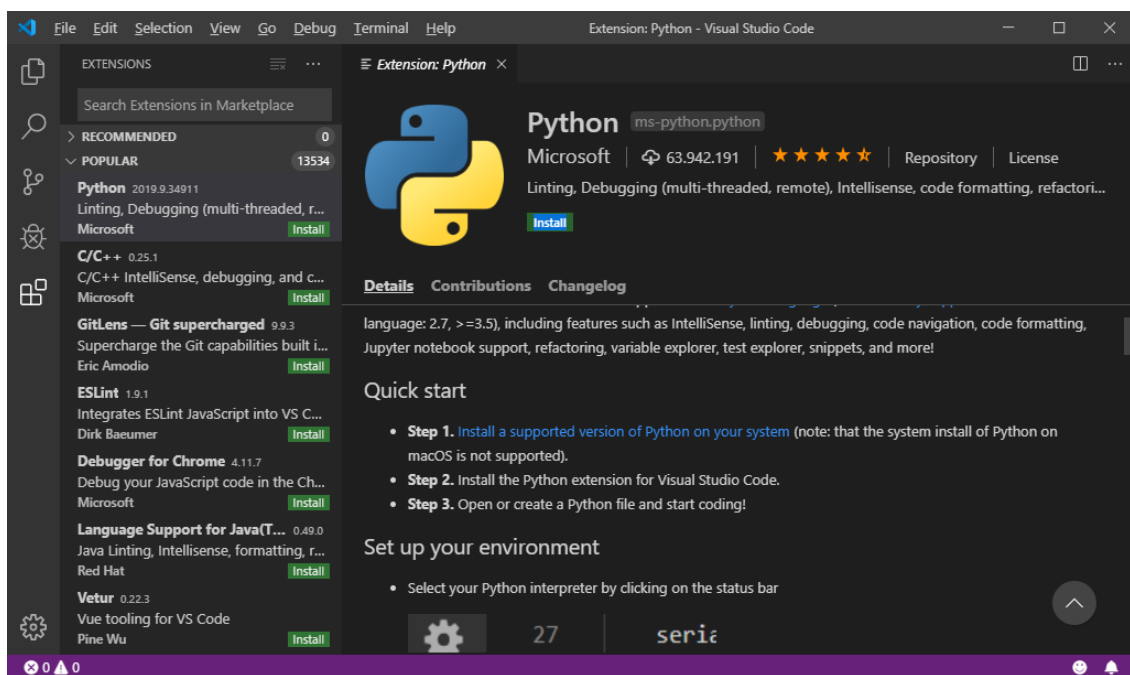 File Edit Selection View Go Debug Terminal Help
Extension: Python - Visual Studio Code
EXTENSIONS
Search Extensions in Marketplace
RECOMMENDED 0
POPULAR 13534
Python 2019.9.34911
Linting, Debugging (multi-threaded, r...
Microsoft Install
C/C++ 0.25.1
C/C++ IntelliSense, debugging, and c...
Microsoft Install
GitLens — Git supercharged 9.9.3
Supercharge the Git capabilities built i...
Eric Amodio Install
ESLint 1.9.1
Integrates ESLint JavaScript into VS C...
Dirk Baeumer Install
Debugger for Chrome 4.11.7
Debug your JavaScript code in the Ch...
Microsoft Install
Language Support for Java(T... 0.49.0
Java Linting, Intellisense, formatting, r...
Red Hat Install
Vetur 0.22.3
Vue tooling for VS Code
Pine Wu Install
0 0
Extension: Python
Python ms-python.python
Microsoft 63.942.191 Repository License
Linting, Debugging (multi-threaded, remote), Intellisense, code formatting, refactori...
Install
Details Contributions Changelog
language: 2.7, >=3.5), including features such as IntelliSense, linting, debugging, code navigation, code formatting,
Jupyter notebook support, refactoring, variable explorer, test explorer, snippets, and more!
Quick start
Step 1. Install a supported version of Python on your system (note: that the system install of Python on
macOS is not supported).
Step 2. Install the Python extension for Visual Studio Code.
Step 3. Open or create a Python file and start coding!
Set up your environment
Select your Python interpreter by clicking on the status bar
27 seria